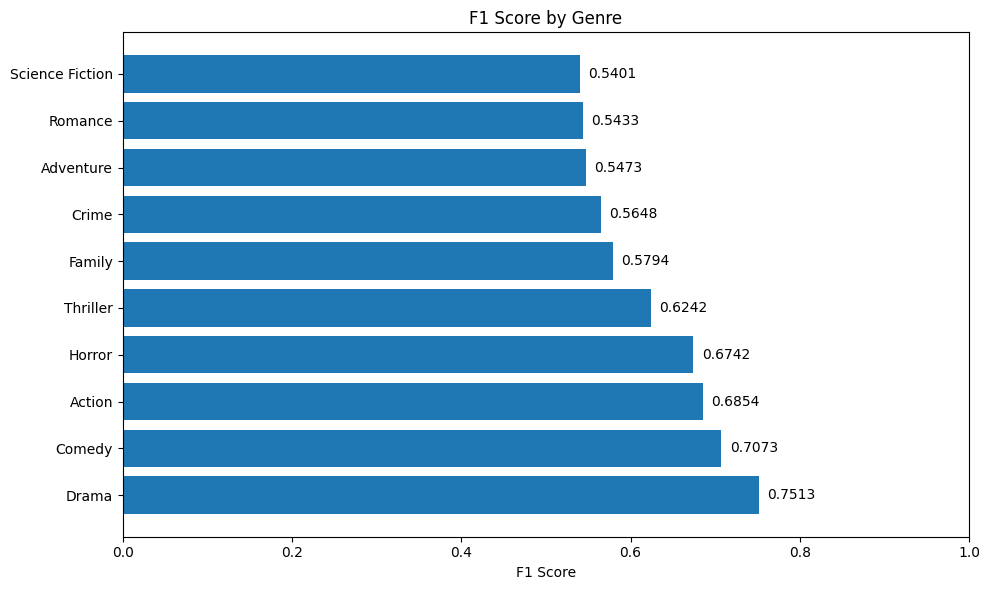 F1 Score by Genre
Science Fiction 0.5401
Romance 0.5433
Adventure 0.5473
Crime 0.5648
Family 0.5794
Thriller 0.6242
Horror 0.6742
Action 0.6854
Comedy 0.7073
Drama 0.7513
0.0 0.2 0.4 0.6 0.8 1.0
F1 Score